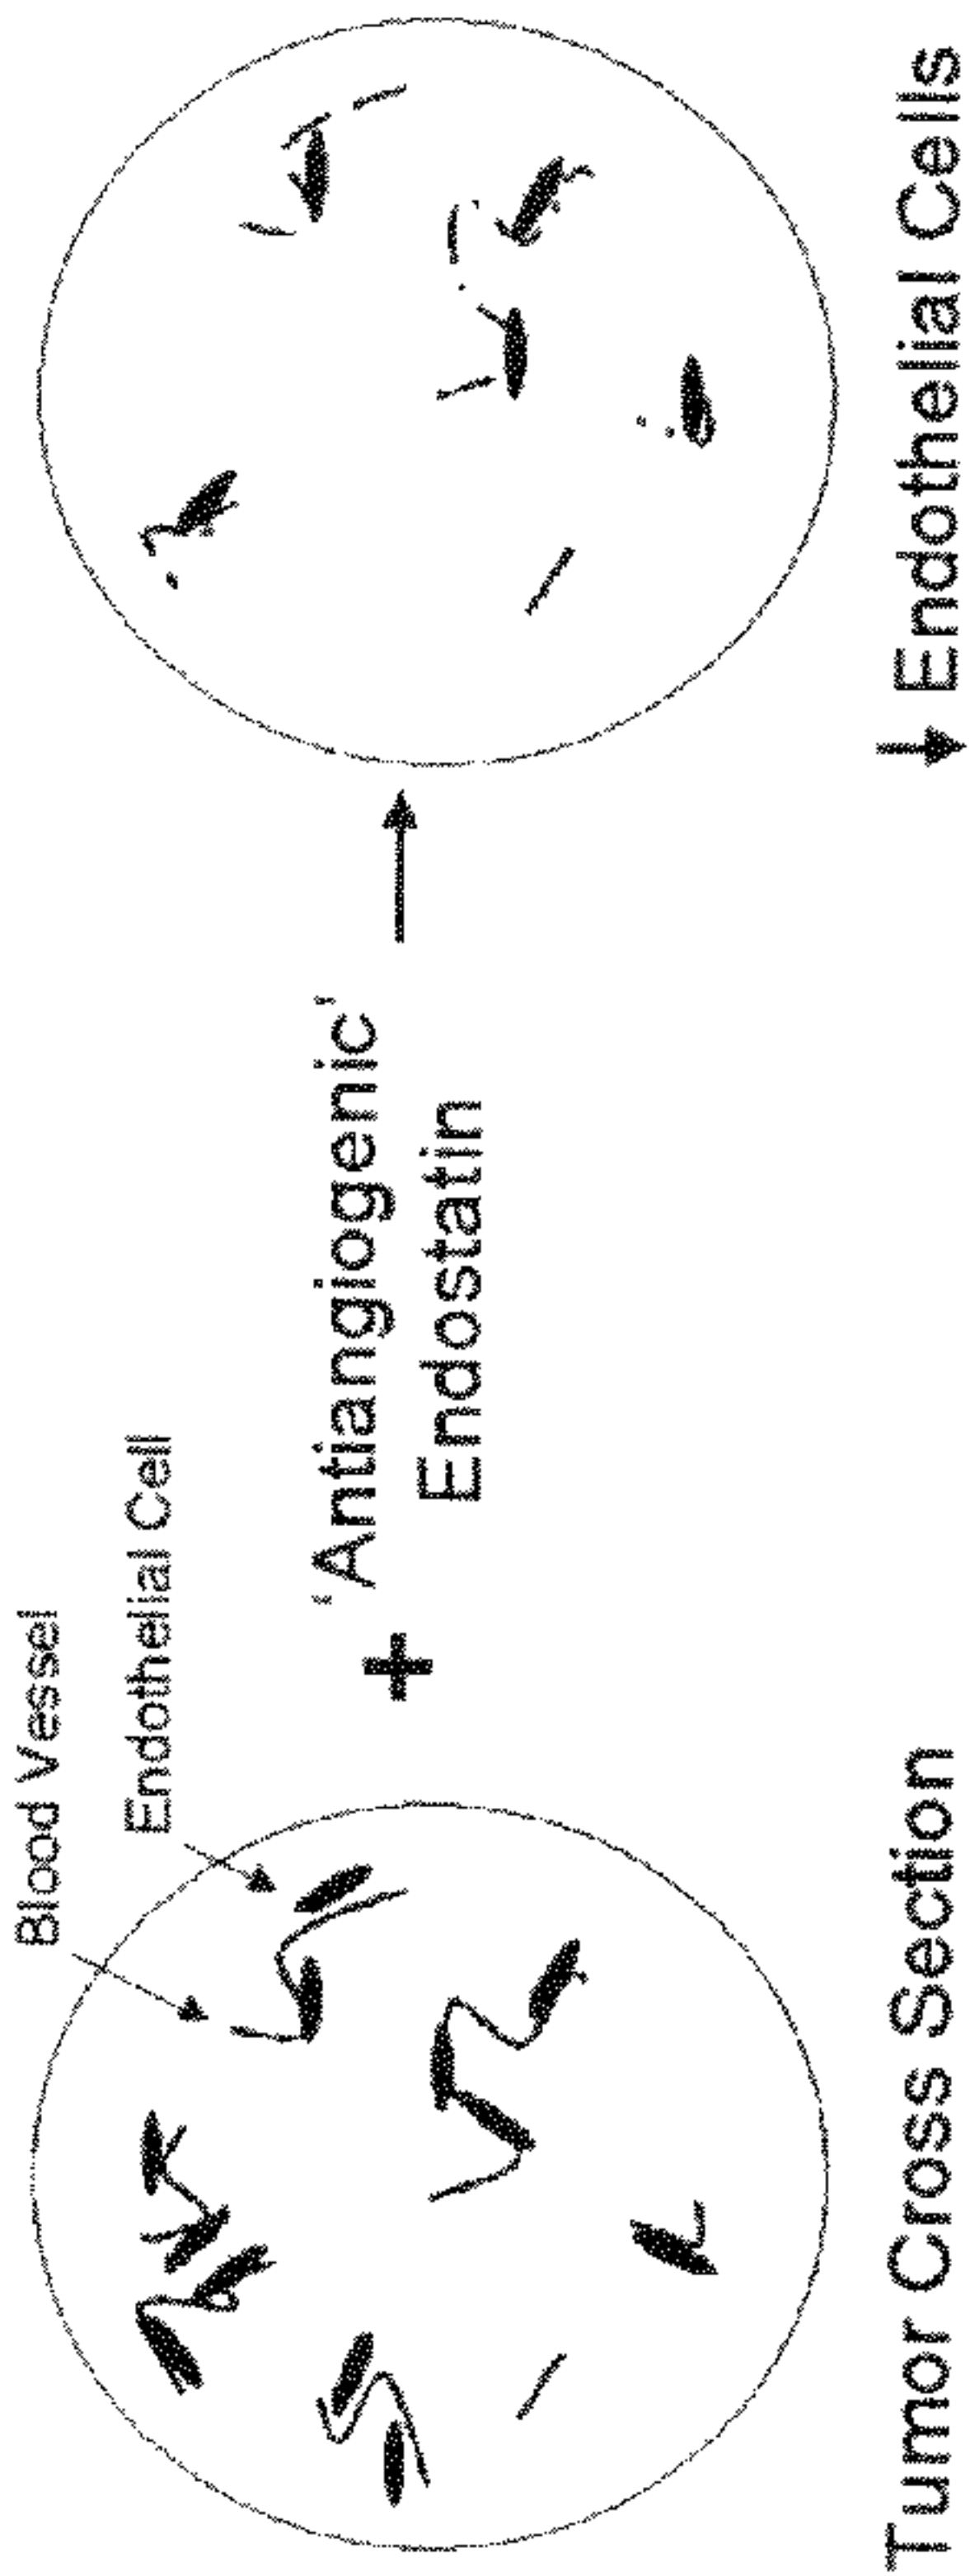 Blood Vessel
Endothelial Cell
+ 'Antiangiogenic'
Endostatin
Tumor Cross Section
↓ Endothelial Cells